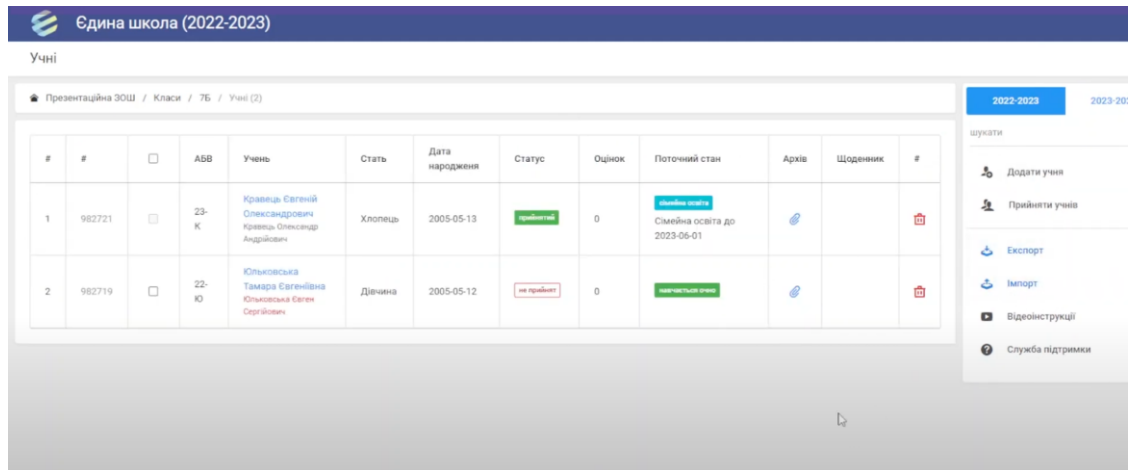 Єдина школа (2022-2023)
Учні
Презентаційна ЗОШ / Класи / 7Б / Учні (2)
2022-2023
шукати
# # АБВ Учень Стать Дата народженя Статус Оцінок Поточний стан Архів Щоденник #
1 982721 23-К Кравець Євгеній Олександрович Хлопець 2005-05-13 прийнятий 0 сімейна освіта
Кравець Олександр Андрійович
Сімейна освіта до 2023-06-01
2 982719 22-Ю Юльковська Тамара Євгеніївна Дівчина 2005-05-12 не прийнят 0 навчається очно
Юльковська Євген Сергійович
Додати учня
Прийняти учнів
Експорт
Імпорт
Відеоінструкції
Служба підтримки